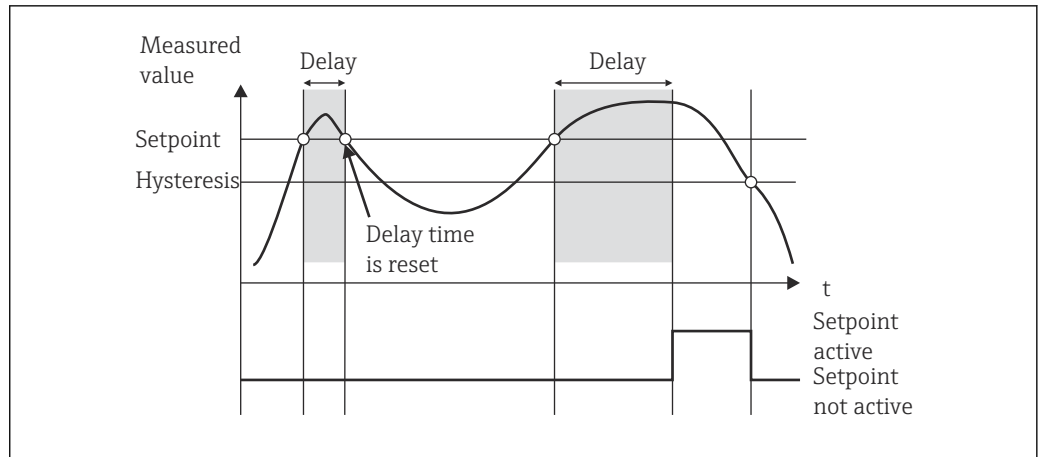 Measured
value
Delay
Delay
Setpoint
Hysteresis
Delay time
is reset
t
Setpoint
active
Setpoint
not active